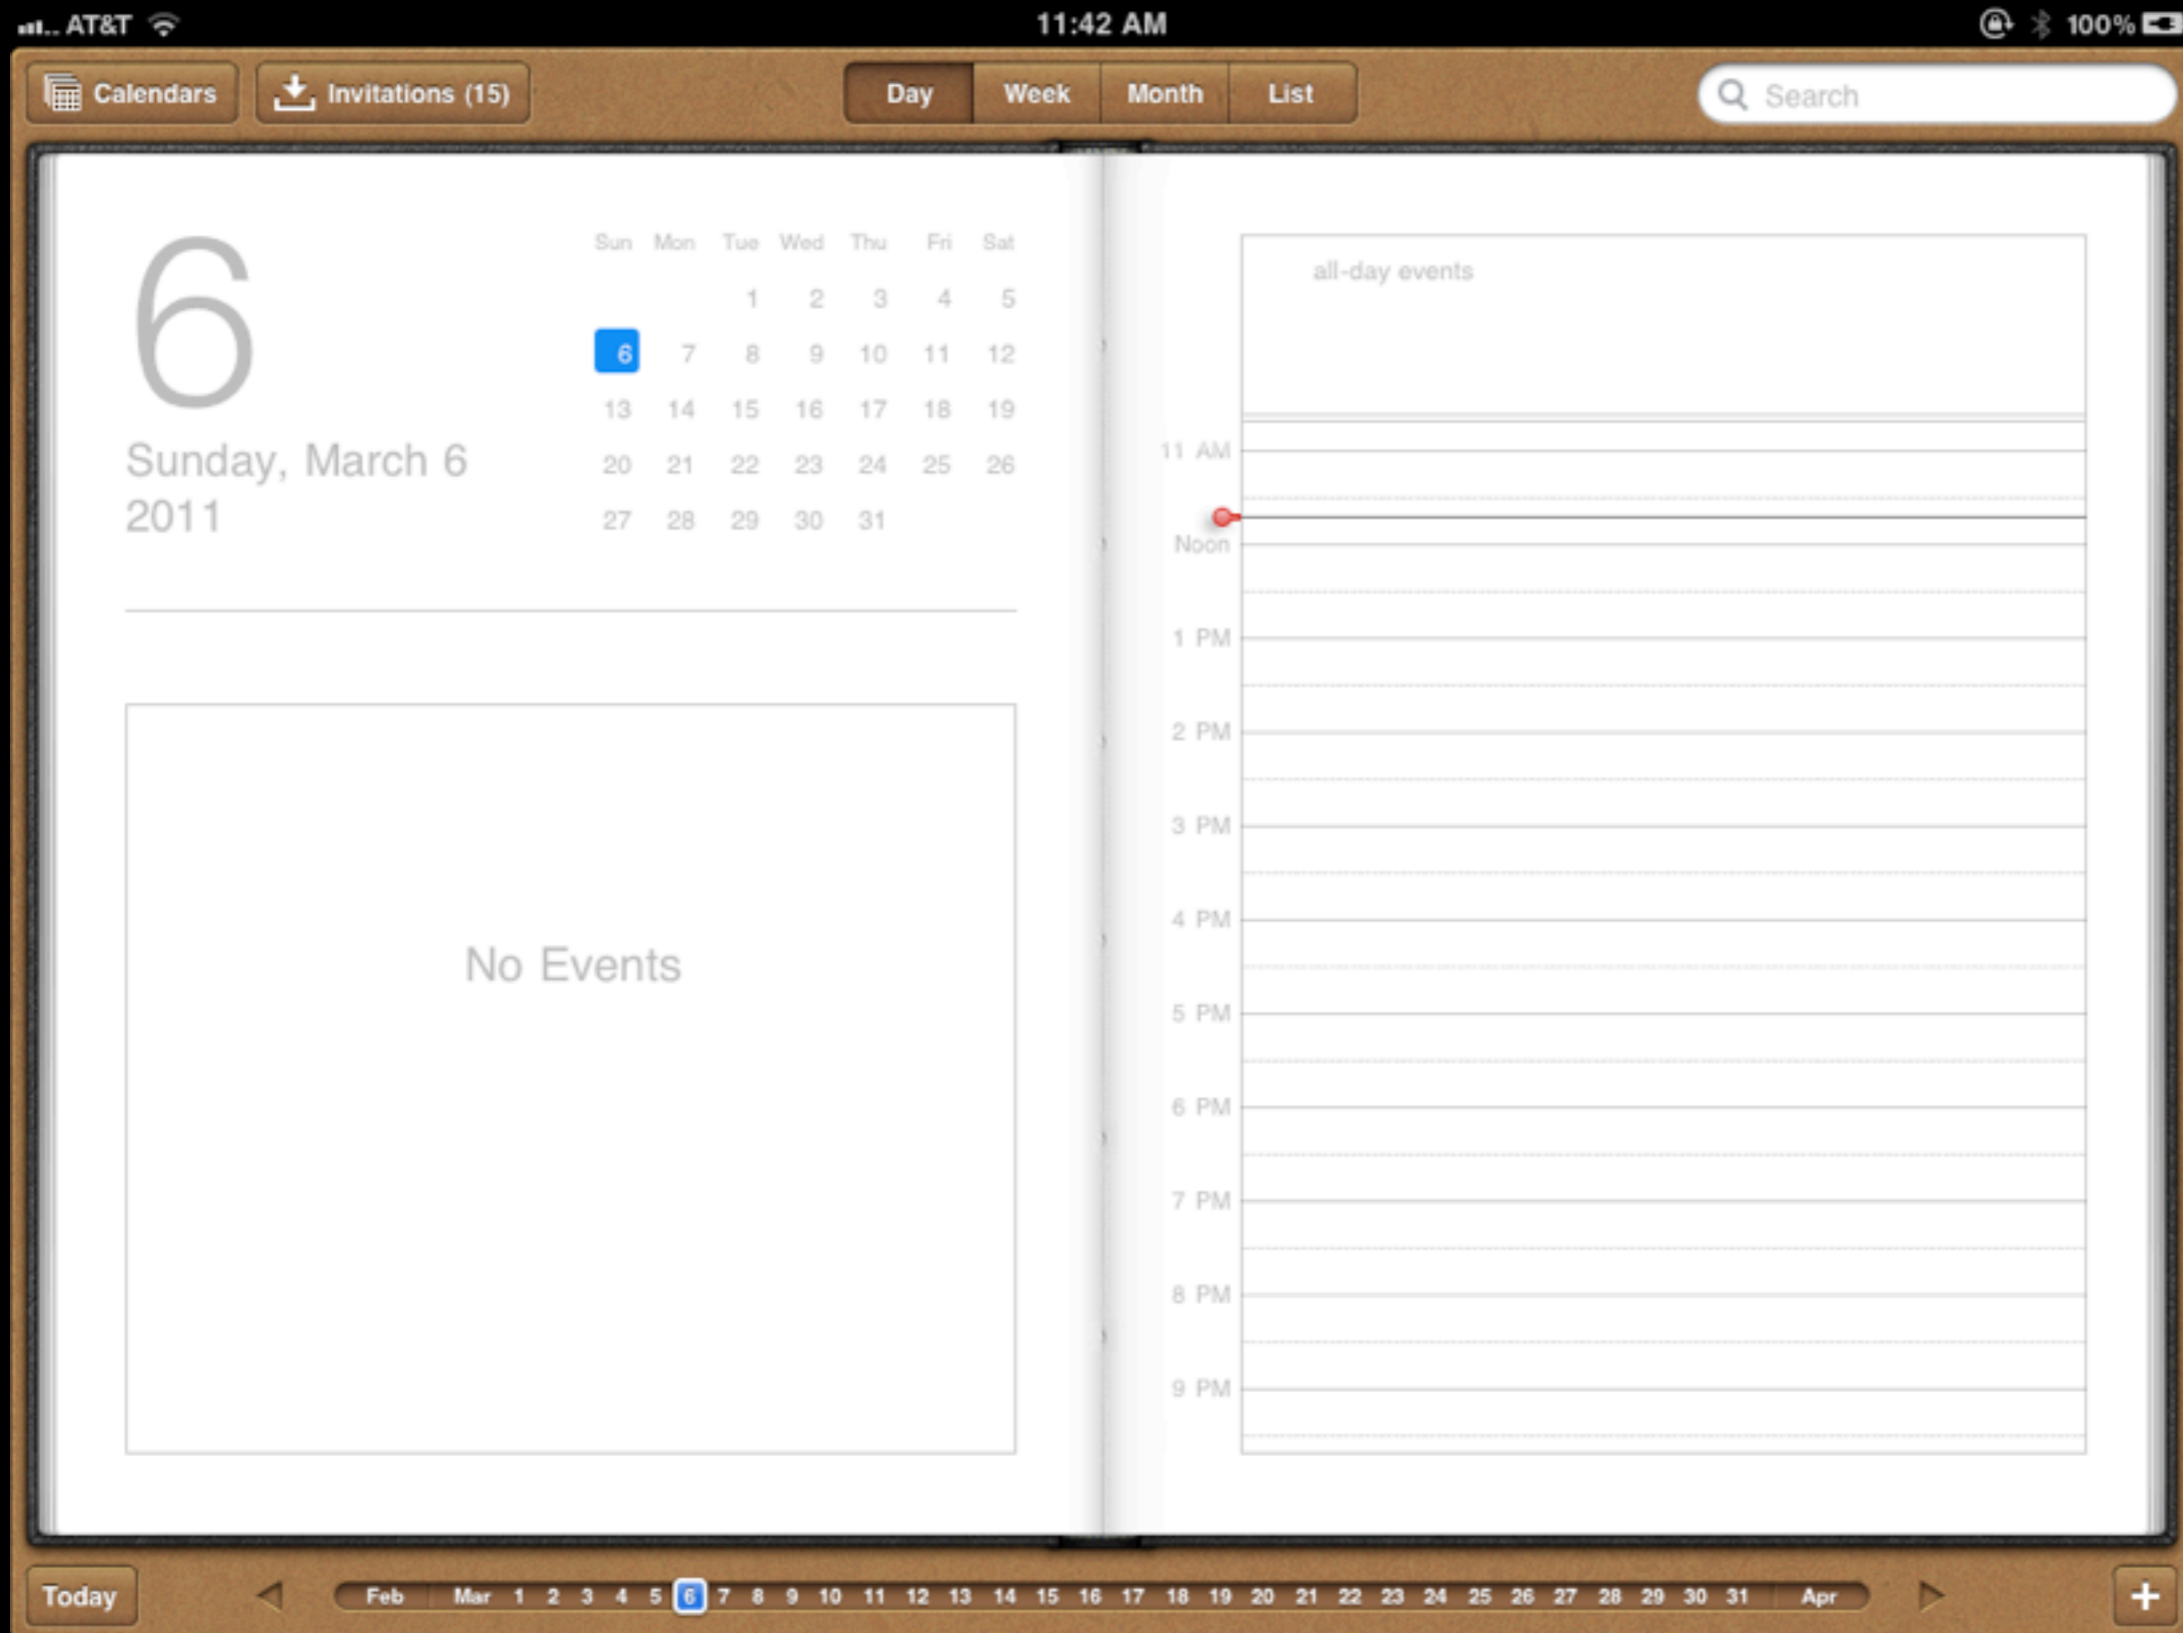 AT&T 11:42 AM 100%
Calendars Invitations (15) Day Week Month List Search
6
Sunday, March 6
2011
Sun Mon Tue Wed Thu Fri Sat
1 2 3 4 5
6 7 8 9 10 11 12
13 14 15 16 17 18 19
20 21 22 23 24 25 26
27 28 29 30 31
No Events
all-day events
11 AM
Noon
1 PM
2 PM
3 PM
4 PM
5 PM
6 PM
7 PM
8 PM
9 PM
Today Feb Mar 1 2 3 4 5 6 7 8 9 10 11 12 13 14 15 16 17 18 19 20 21 22 23 24 25 26 27 28 29 30 31 Apr +